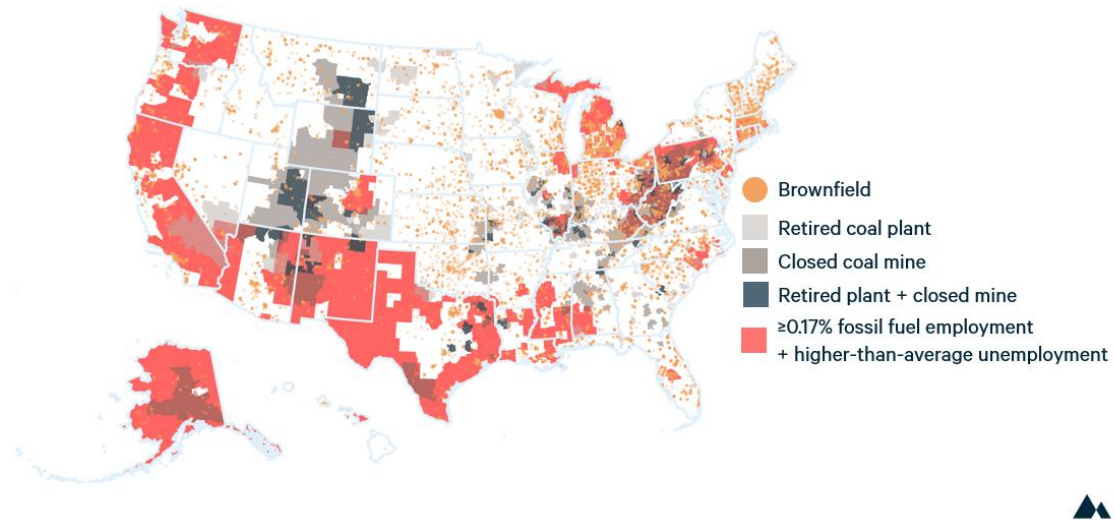 Brownfield
Retired coal plant
Closed coal mine
Retired plant + closed mine
≥0.17% fossil fuel employment
+ higher-than-average unemployment